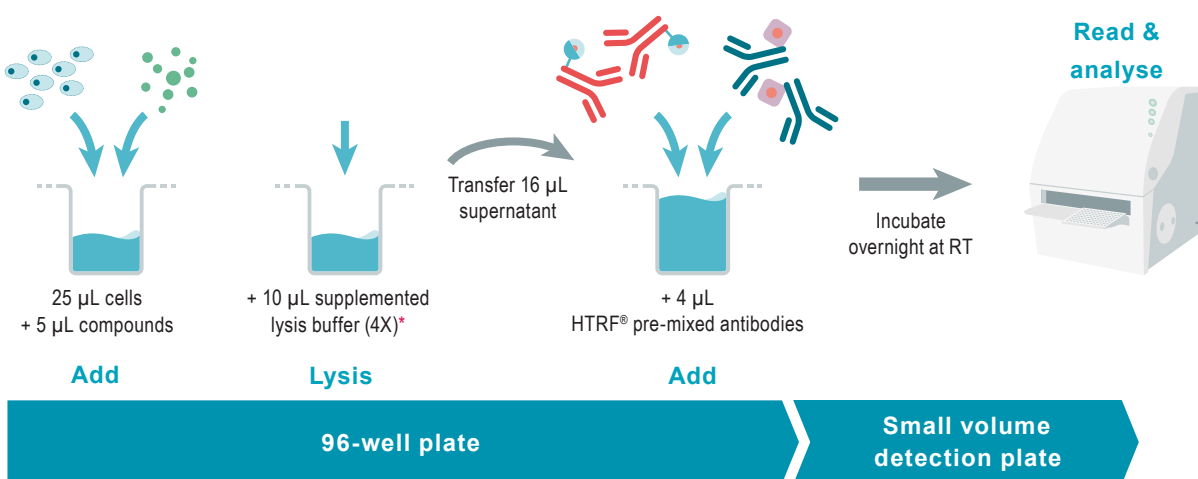 Read &
analyse
Transfer 16 µL
supernatant
Incubate
overnight at RT
25 µL cells
+ 5 µL compounds
+ 10 µL supplemented
lysis buffer (4X)*
+ 4 µL
HTRF® pre-mixed antibodies
Add
Lysis
Add
96-well plate
Small volume
detection plate